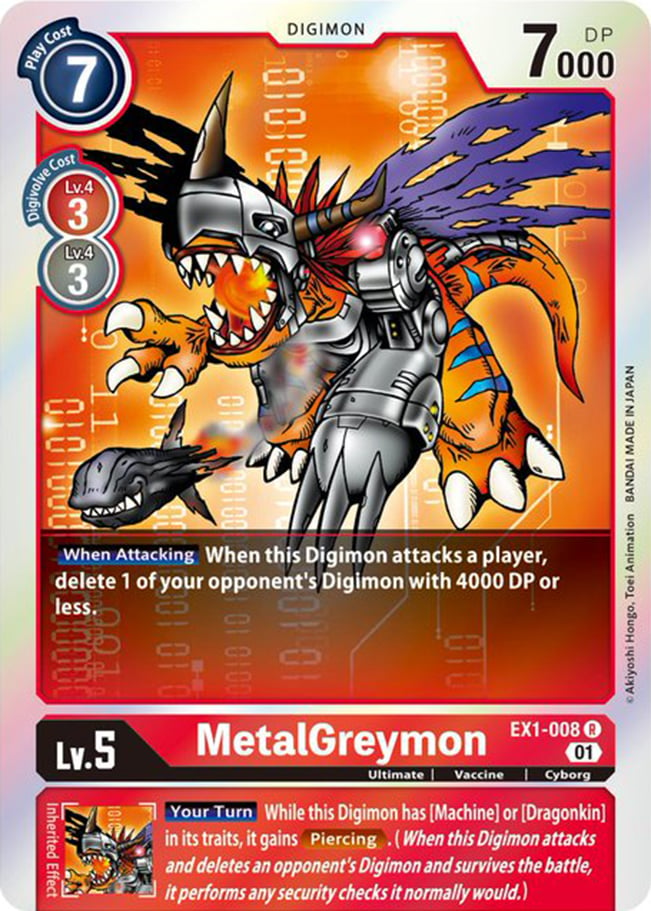 DIGIMON
Play Cost
7
DP
7000
Digivolve Cost
Lv.4
3
Lv.4
3
When Attacking When this Digimon attacks a player,
delete 1 of your opponent's Digimon with 4000 DP or
less.
© Akiyoshi Hongo, Toei Animation BANDAI MADE IN JAPAN
Lv.5
MetalGreymon
EX1-008 R
01
Ultimate | Vaccine | Cyborg
Inherited Effect
Your Turn While this Digimon has [Machine] or [Dragonkin]
in its traits, it gains Piercing. (When this Digimon attacks
and deletes an opponent's Digimon and survives the battle,
it performs any security checks it normally would.)